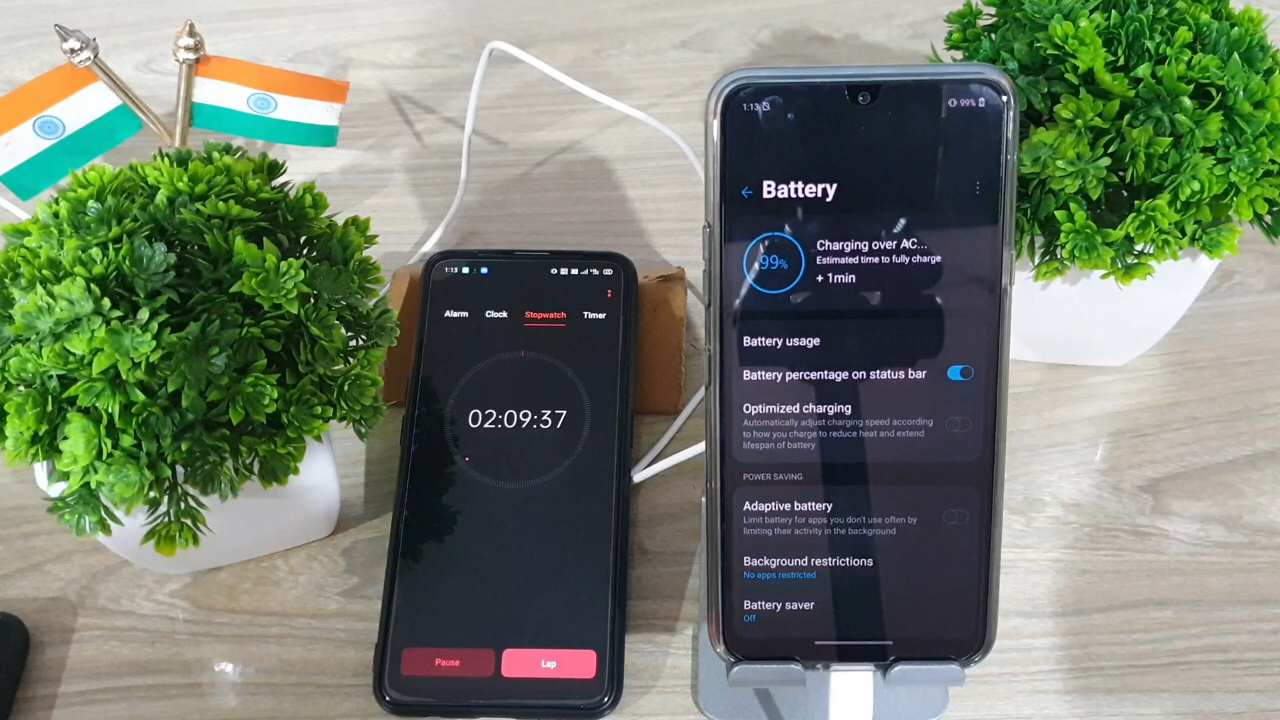 1:13
Alarm Clock Stopwatch Timer
02:09:37
Pause Lap
1:13 99%
Battery
99%
Charging over AC...
Estimated time to fully charge
+ 1min
Battery usage
Battery percentage on status bar
Optimized charging
Automatically adjust charging speed according
to how you charge to reduce heat and extend
lifespan of battery
POWER SAVING
Adaptive battery
Limit battery for apps you don't use often by
limiting their activity in the background
Background restrictions
No apps restricted
Battery saver
Off